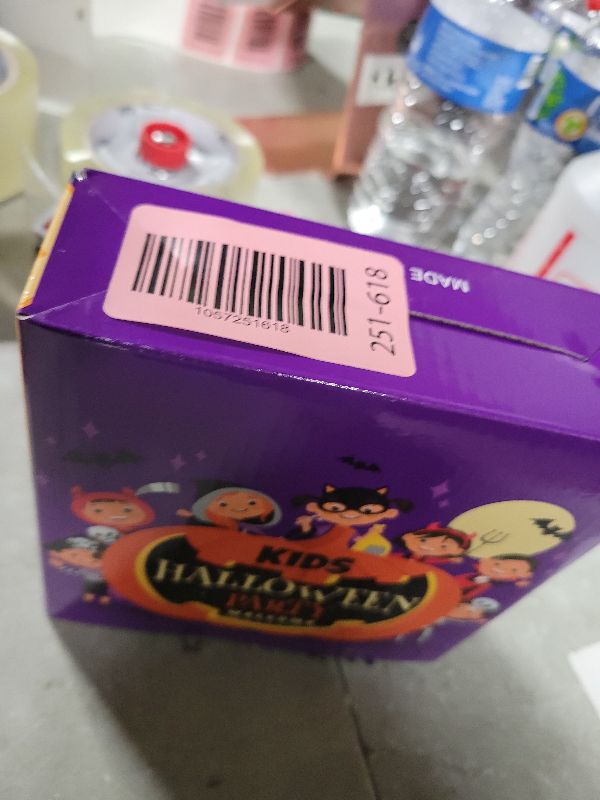 MADE
1057251618
251-618
KIDS
HALLOWEEN
PARTY